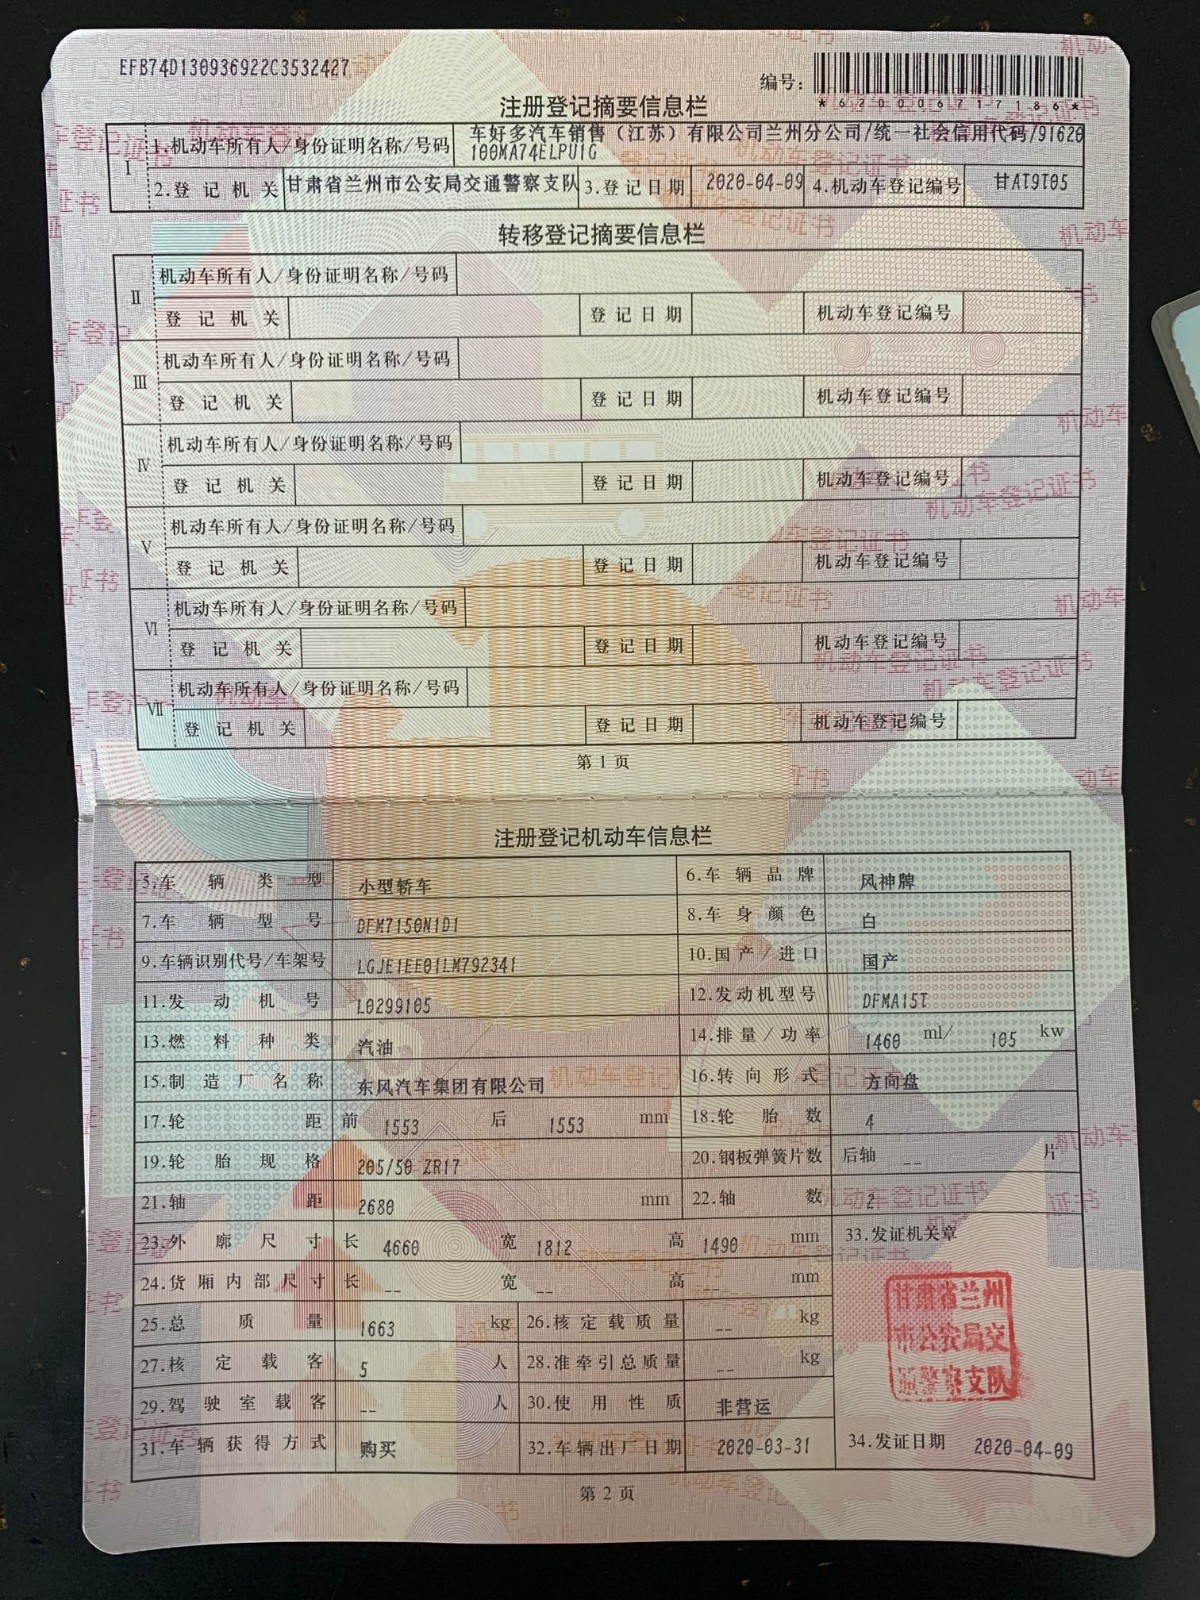 EFB74D130936922C3532427
编号:
*620006717186*
注册登记摘要信息栏
I 1.机动车所有人/身份证明名称/号码 车好多汽车销售（江苏）有限公司兰州分公司/统一社会信用代码/91620
100MA74ELPU1G
2.登记机关 甘肃省兰州市公安局交通警察支队 3.登记日期 2020-04-09 4.机动车登记编号 甘AT9T05
转移登记摘要信息栏
II 机动车所有人/身份证明名称/号码
登记机关 登记日期 机动车登记编号
III 机动车所有人/身份证明名称/号码
登记机关 登记日期 机动车登记编号
IV 机动车所有人/身份证明名称/号码
登记机关 登记日期 机动车登记编号
V 机动车所有人/身份证明名称/号码
登记机关 登记日期 机动车登记编号
VI 机动车所有人/身份证明名称/号码
登记机关 登记日期 机动车登记编号
VII 机动车所有人/身份证明名称/号码
登记机关 登记日期 机动车登记编号
第1页
注册登记机动车信息栏
5.车辆类型 小型轿车 6.车辆品牌 风神牌
7.车辆型号 DFM7150N1D1 8.车身颜色 白
9.车辆识别代号/车架号 LGJE1EE01LM792341 10.国产/进口 国产
11.发动机号 L0299105 12.发动机型号 DFMA15T
13.燃料种类 汽油 14.排量/功率 1460 ml/ 105 kw
15.制造厂名称 东风汽车集团有限公司 16.转向形式 方向盘
17.轮距 前 1553 后 1553 mm 18.轮胎数 4
19.轮胎规格 205/50 ZR17 20.钢板弹簧片数 后轴 -- 片
21.轴距 2680 mm 22.轴数 2
23.外廓尺寸 长 4660 宽 1812 高 1490 mm 33.发证机关章
24.货厢内部尺寸 长 -- 宽 -- 高 -- mm
25.总质量 1663 kg 26.核定载质量 -- kg
27.核定载客 5 人 28.准牵引总质量 -- kg
29.驾驶室载客 -- 人 30.使用性质 非营运
甘肃省兰州
市公安局交
通警察支队
31.车辆获得方式 购买 32.车辆出厂日期 2020-03-31 34.发证日期 2020-04-09
第2页